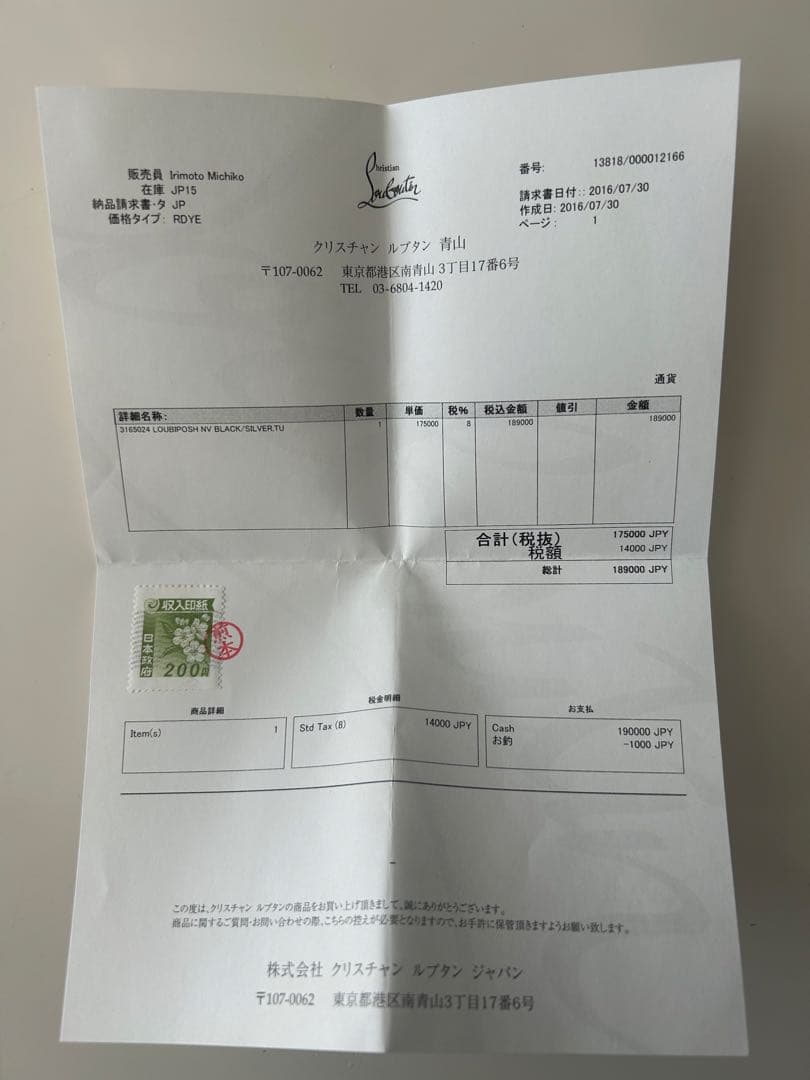 販売員 Irimoto Michiko
在庫 JP15
納品請求書・タ JP
価格タイプ: RDYE
Christian
Louboutin
番号: 13818/000012166
請求書日付:: 2016/07/30
作成日: 2016/07/30
ページ: 1
クリスチャン ルブタン 青山
〒107-0062 東京都港区南青山3丁目17番6号
TEL 03-6804-1420
通貨
詳細名称: 数量 単価 税% 税込金額 値引 金額
3165024 LOUBIPOSH NV BLACK/SILVER,TU 1 175000 8 189000 189000
合計(税抜) 175000 JPY
税額 14000 JPY
総計 189000 JPY
収入印紙
日本政府
200円
煎本
商品詳細 税金明細 お支払
Item(s) 1 Std Tax (8) 14000 JPY Cash 190000 JPY
お釣 -1000 JPY
-
この度は、クリスチャン ルブタンの商品をお買い上げ頂きまして、誠にありがとうございます。
商品に関するご質問・お問い合わせの際、こちらの控えが必要となりますので、お手許に保管頂きますようお願い致します。
株式会社 クリスチャン ルブタン ジャパン
〒107-0062 東京都港区南青山3丁目17番6号